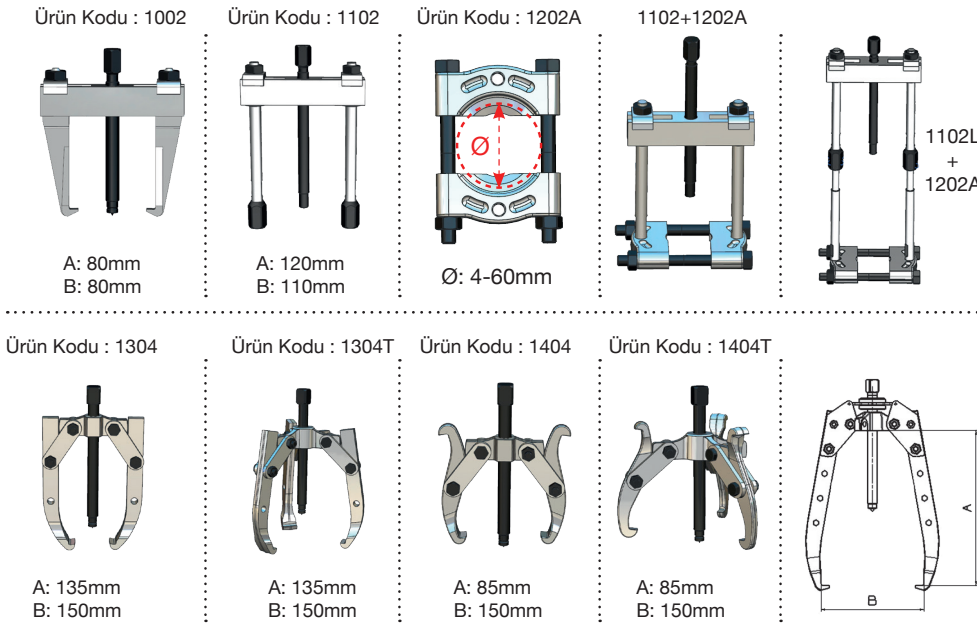 Ürün Kodu : 1002
A: 80mm
B: 80mm
Ürün Kodu : 1102
A: 120mm
B: 110mm
Ürün Kodu : 1202A
Ø
Ø: 4-60mm
1102+1202A
1102L
+
1202A
Ürün Kodu : 1304
A: 135mm
B: 150mm
Ürün Kodu : 1304T
A: 135mm
B: 150mm
Ürün Kodu : 1404
A: 85mm
B: 150mm
Ürün Kodu : 1404T
A: 85mm
B: 150mm
A
B